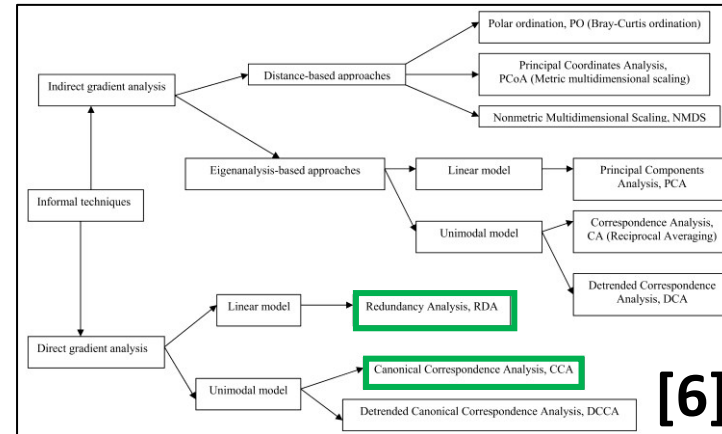 Polar ordination, PO (Bray-Curtis ordination)
Distance-based approaches
Principal Coordinates Analysis,
PCoA (Metric multidimensional scaling)
Indirect gradient analysis
Nonmetric Multidimensional Scaling, NMDS
Eigenanalysis-based approaches
Linear model
Principal Components
Analysis, PCA
Informal techniques
Unimodal model
Correspondence Analysis,
CA (Reciprocal Averaging)
Detrended Correspondence
Analysis, DCA
Linear model
Redundancy Analysis, RDA
Direct gradient analysis
Canonical Correspondence Analysis, CCA
Unimodal model
Detrended Canonical Correspondence Analysis, DCCA
[6]